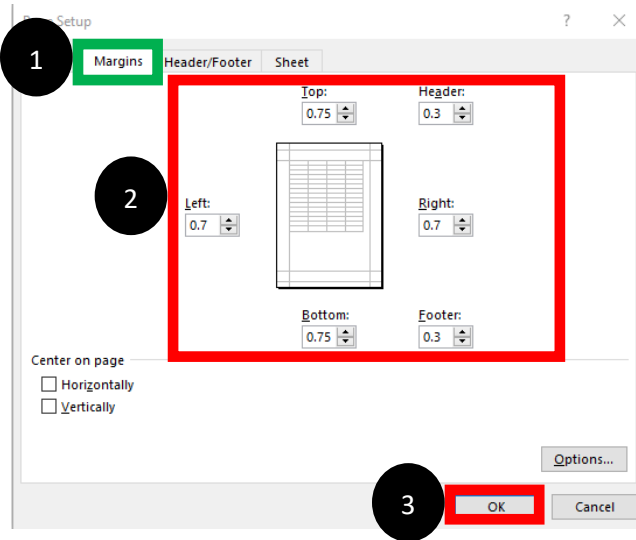 Setup ?
1 Margins Header/Footer Sheet
Top: Header:
0.75 0.3
2
Left: Right:
0.7 0.7
Bottom: Footer:
0.75 0.3
Center on page
Horizontally
Vertically
Options...
3 OK Cancel